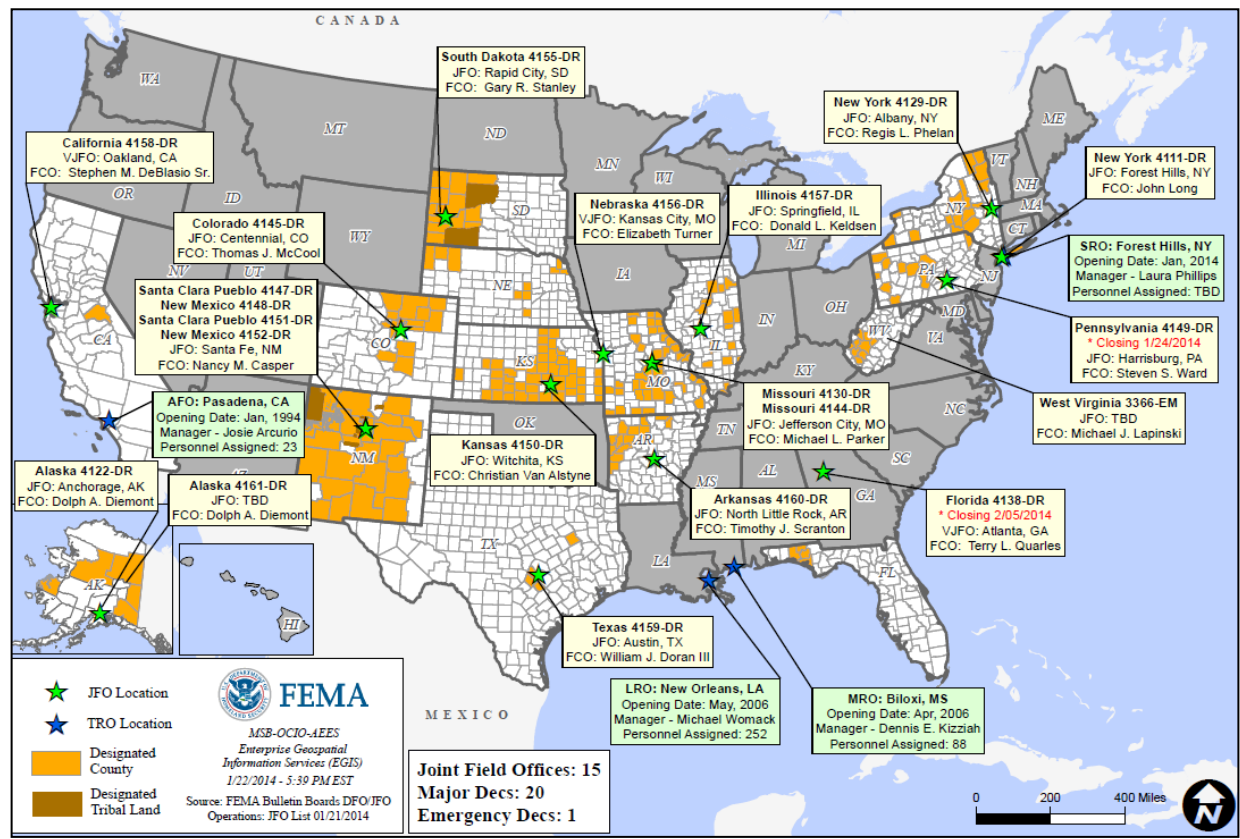 CANADA
WA
MT
ND
OR
ID
WY
SD
MN
WI
MI
NV
UT
CA
CO
NE
IA
IL
IN
OH
KS
MO
KY
WV
VA
PA
NJ
MD
NY
VT
NH
MA
CT
ME
AZ
NM
OK
TX
AR
LA
MS
AL
TN
GA
SC
NC
FL
AK
HI
South Dakota 4155-DR
JFO: Rapid City, SD
FCO: Gary R. Stanley
New York 4129-DR
JFO: Albany, NY
FCO: Regis L. Phelan
California 4158-DR
VJFO: Oakland, CA
FCO: Stephen M. DeBlasio Sr.
New York 4111-DR
JFO: Forest Hills, NY
FCO: John Long
Nebraska 4156-DR
VJFO: Kansas City, MO
FCO: Elizabeth Turner
Illinois 4157-DR
JFO: Springfield, IL
FCO: Donald L. Keldsen
Colorado 4145-DR
JFO: Centennial, CO
FCO: Thomas J. McCool
SRO: Forest Hills, NY
Opening Date: Jan, 2014
Manager - Laura Phillips
Personnel Assigned: TBD
Santa Clara Pueblo 4147-DR
New Mexico 4148-DR
Santa Clara Pueblo 4151-DR
New Mexico 4152-DR
JFO: Santa Fe, NM
FCO: Nancy M. Casper
Pennsylvania 4149-DR
* Closing 1/24/2014
JFO: Harrisburg, PA
FCO: Steven S. Ward
AFO: Pasadena, CA
Opening Date: Jan, 1994
Manager - Josie Arcurio
Personnel Assigned: 23
Missouri 4130-DR
Missouri 4144-DR
JFO: Jefferson City, MO
FCO: Michael L. Parker
West Virginia 3366-EM
JFO: TBD
FCO: Michael J. Lapinski
Kansas 4150-DR
JFO: Witchita, KS
FCO: Christian Van Alstyne
Alaska 4122-DR
JFO: Anchorage, AK
FCO: Dolph A. Diemont
Alaska 4161-DR
JFO: TBD
FCO: Dolph A. Diemont
Arkansas 4160-DR
JFO: North Little Rock, AR
FCO: Timothy J. Scranton
Florida 4138-DR
* Closing 2/05/2014
VJFO: Atlanta, GA
FCO: Terry L. Quarles
Texas 4159-DR
JFO: Austin, TX
FCO: William J. Doran III
LRO: New Orleans, LA
Opening Date: May, 2006
Manager - Michael Womack
Personnel Assigned: 252
MRO: Biloxi, MS
Opening Date: Apr, 2006
Manager - Dennis E. Kizziah
Personnel Assigned: 88
MEXICO
JFO Location
TRO Location
Designated
County
Designated
Tribal Land
FEMA
MSB-OCIO-AEES
Enterprise Geospatial
Information Services (EGIS)
1/22/2014 - 5:39 PM EST
Source: FEMA Bulletin Boards DFO/JFO
Operations: JFO List 01/21/2014
Joint Field Offices: 15
Major Decs: 20
Emergency Decs: 1
0 200 400 Miles
N